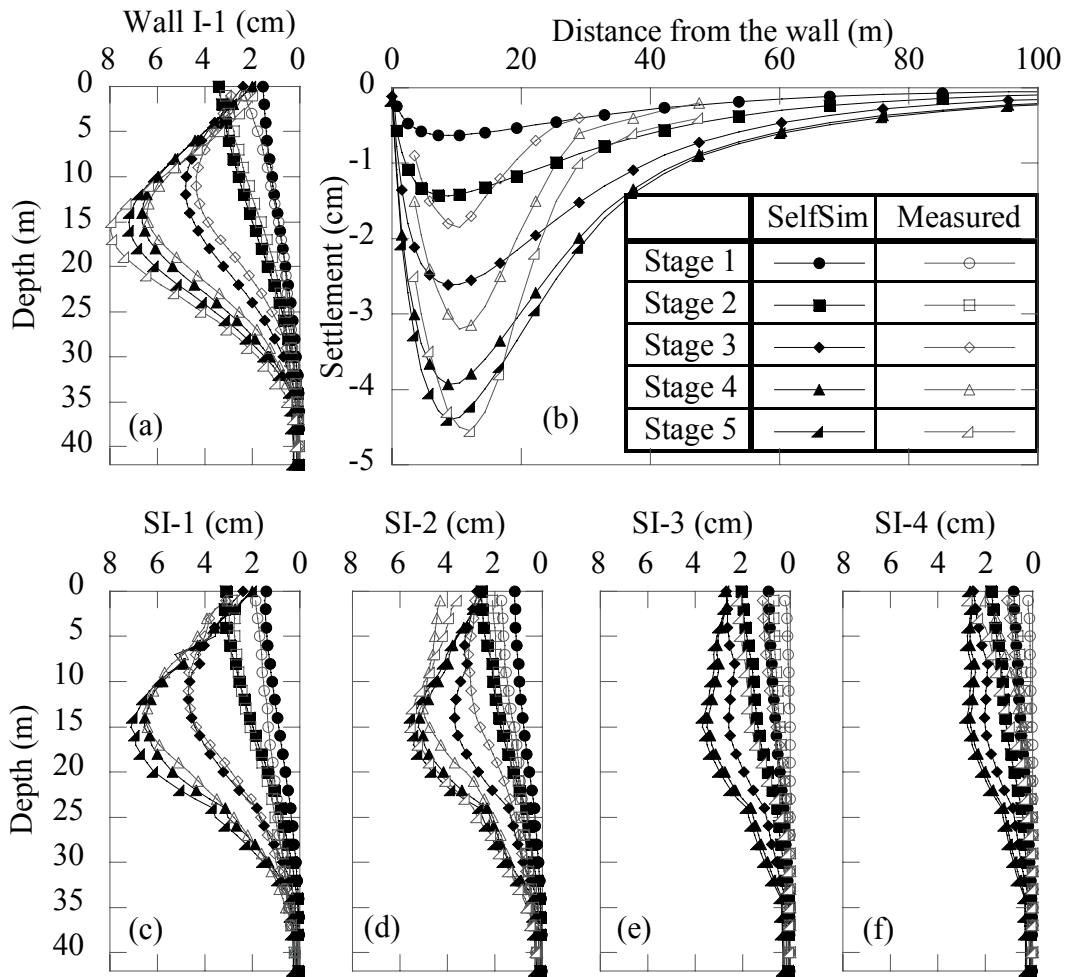 Wall I-1 (cm)
8 6 4 2 0
Depth (m)
0
5
10
15
20
25
30
35
40
(a)
Distance from the wall (m)
0 20 40 60 80 100
Settlement (cm)
0
-1
-2
-3
-4
-5
(b)
SelfSim Measured
Stage 1
Stage 2
Stage 3
Stage 4
Stage 5
SI-1 (cm)
8 6 4 2 0
Depth (m)
0
5
10
15
20
25
30
35
40
(c)
SI-2 (cm)
8 6 4 2 0
(d)
SI-3 (cm)
8 6 4 2 0
(e)
SI-4 (cm)
8 6 4 2 0
(f)